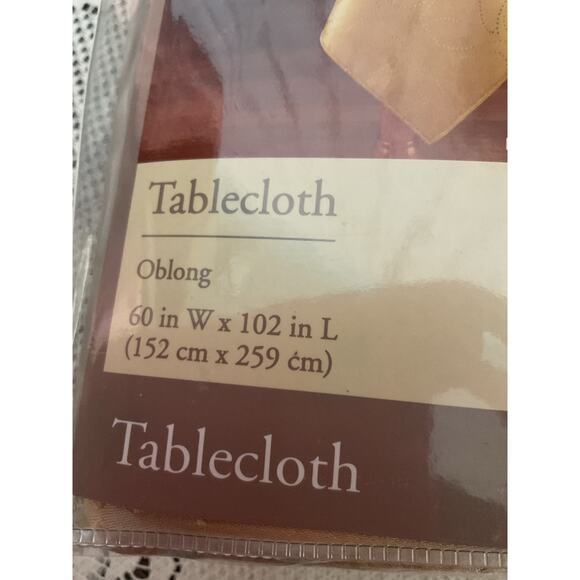 Tablecloth
Oblong
60 in W x 102 in L
(152 cm x 259 cm)
Tablecloth